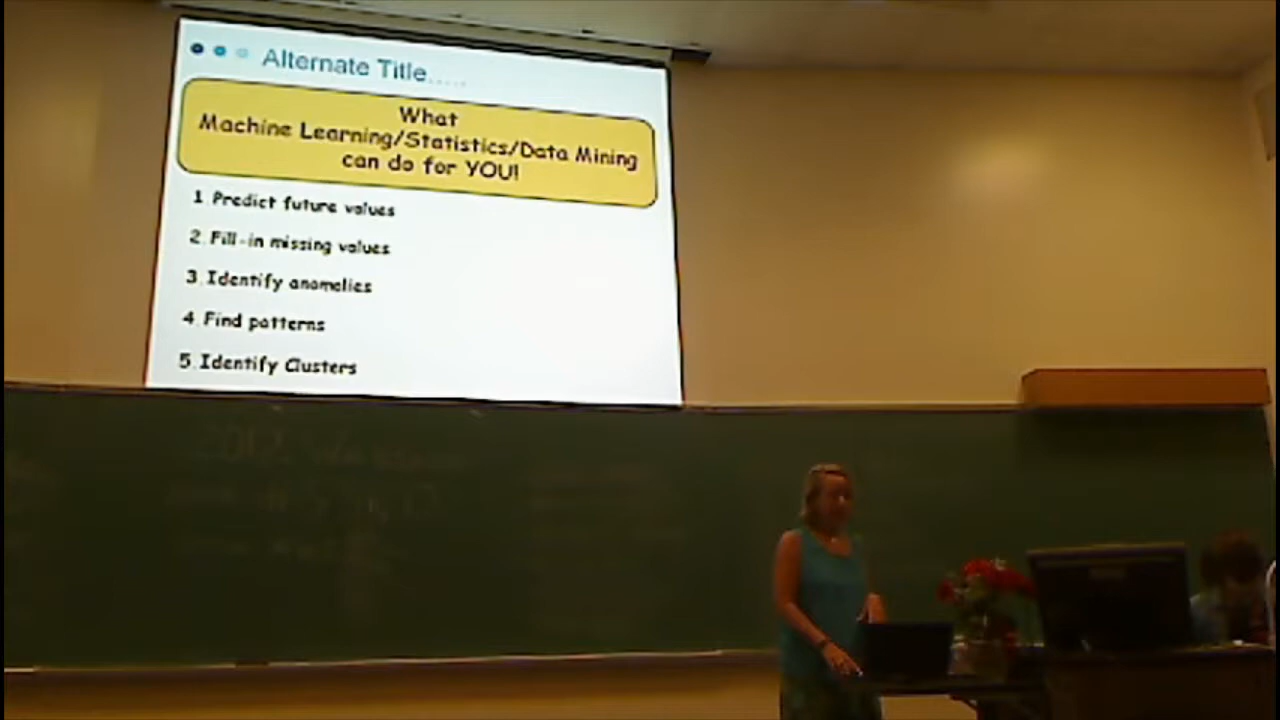 Alternate Title.....
What
Machine Learning/Statistics/Data Mining
can do for YOU!
1. Predict future values
2. Fill-in missing values
3. Identify anomalies
4. Find patterns
5. Identify Clusters